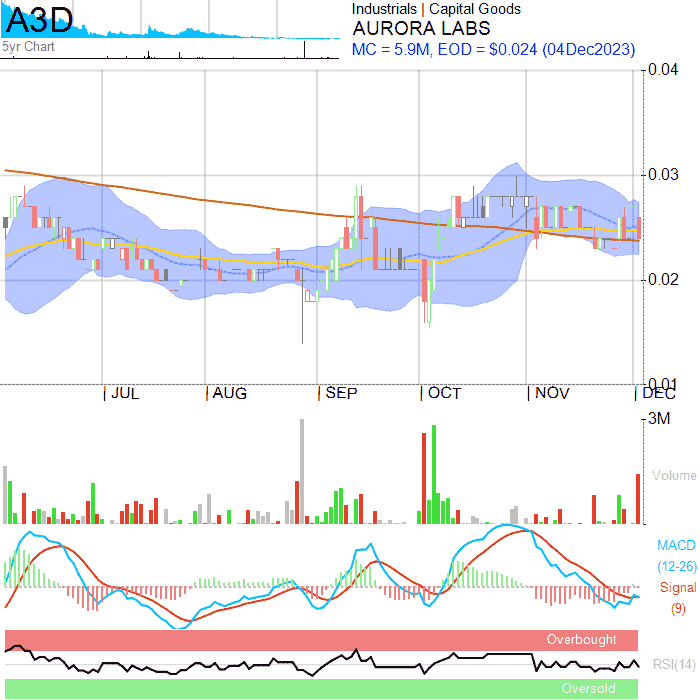 A3D
5yr Chart
Industrials | Capital Goods
AURORA LABS
MC = 5.9M, EOD = $0.024 (04Dec2023)
0.04
0.03
0.02
0.01
JUL AUG SEP OCT NOV DEC
3M
Volume
MACD
(12-26)
Signal
(9)
Overbought
RSI(14)
Oversold